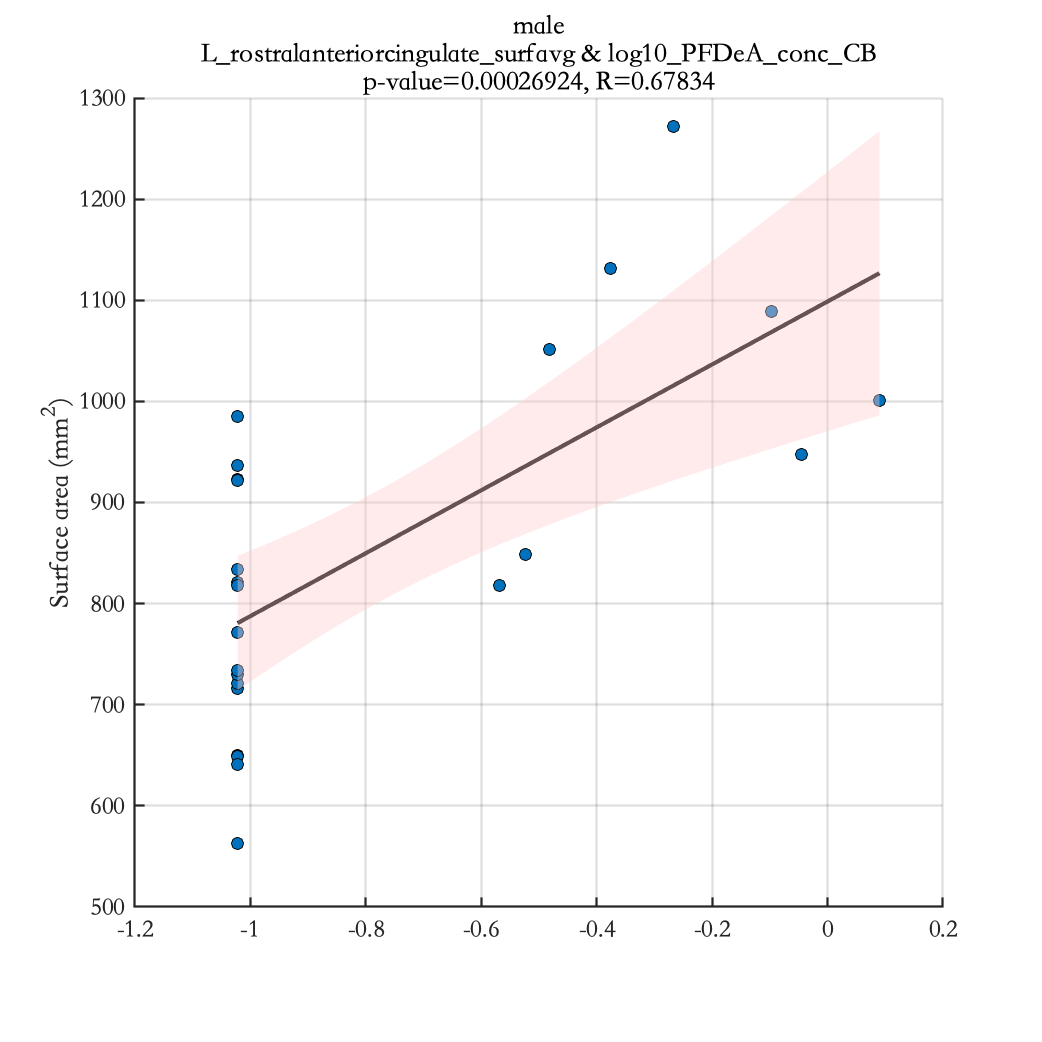 male
L_rostralanteriorcingulate_surfavg & log10_PFDeA_conc_CB
p-value=0.00026924, R=0.67834
1300
1200
1100
1000
900
800
700
600
500
Surface area (mm²)
-1.2 -1 -0.8 -0.6 -0.4 -0.2 0 0.2